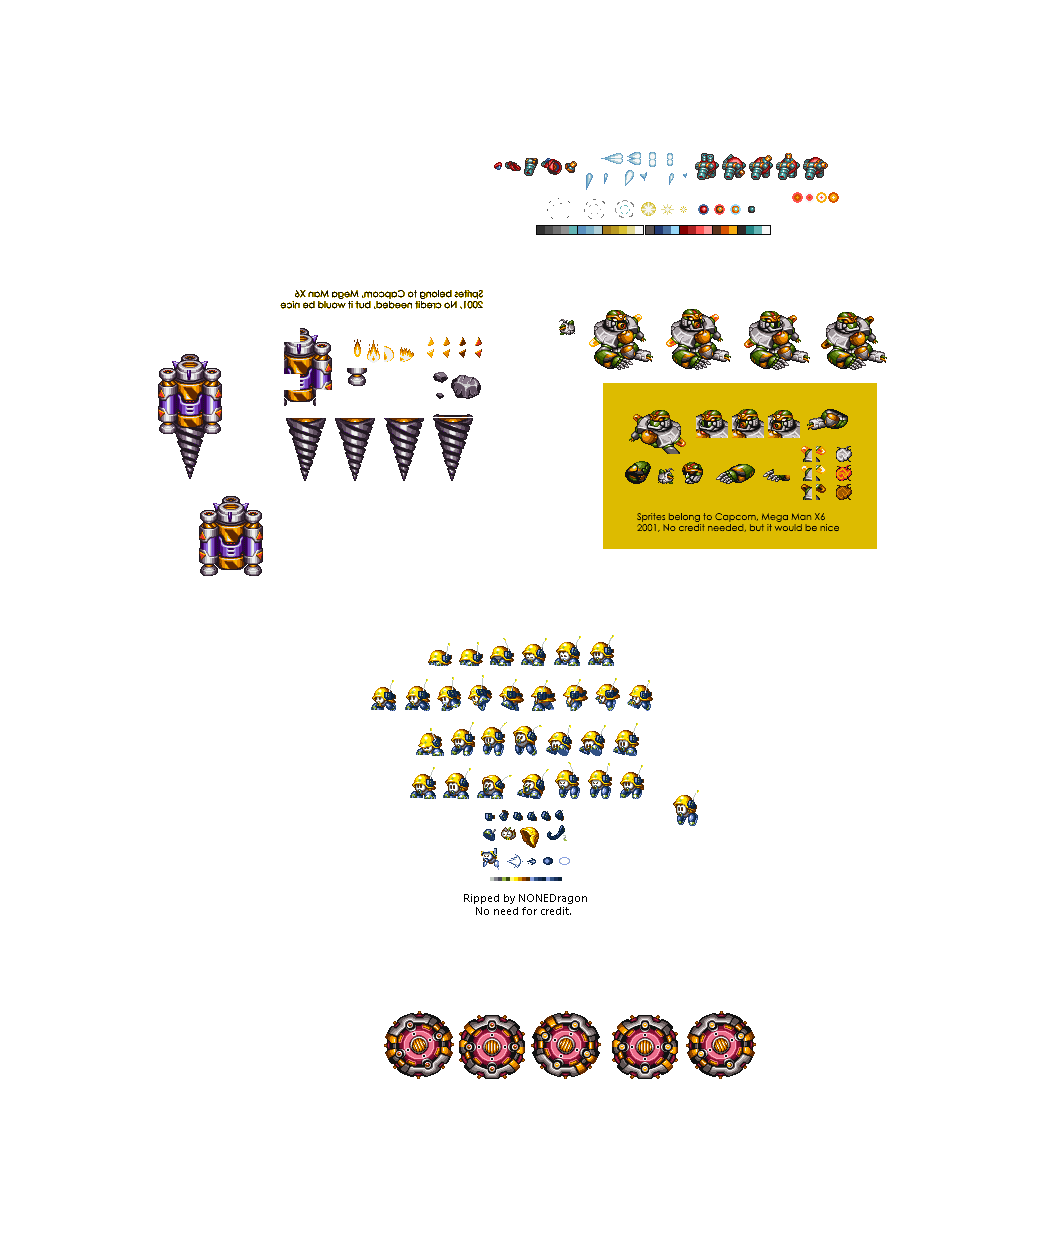 Sprites belong to Capcom, Mega Man X6
2001, No credit needed, but it would be nice
Sprites belong to Capcom, Mega Man X6
2001, No credit needed, but it would be nice
Ripped by NONEDragon
No need for credit.